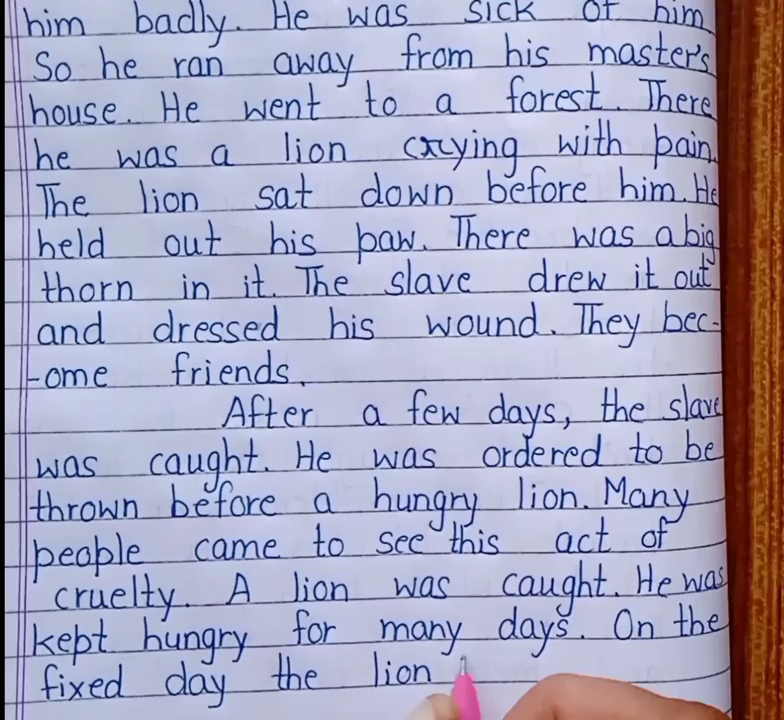 him badly. He was sick of him
So he ran away from his master's
house. He went to a forest. There
he was a lion crying with pain.
The lion sat down before him. He
held out his paw. There was a big
thorn in it. The slave drew it out
and dressed his wound. They bec-
-ome friends.
After a few days, the slave
was caught. He was ordered to be
thrown before a hungry lion. Many
people came to see this act of
cruelty. A lion was caught. He was
kept hungry for many days. On the
fixed day the lion